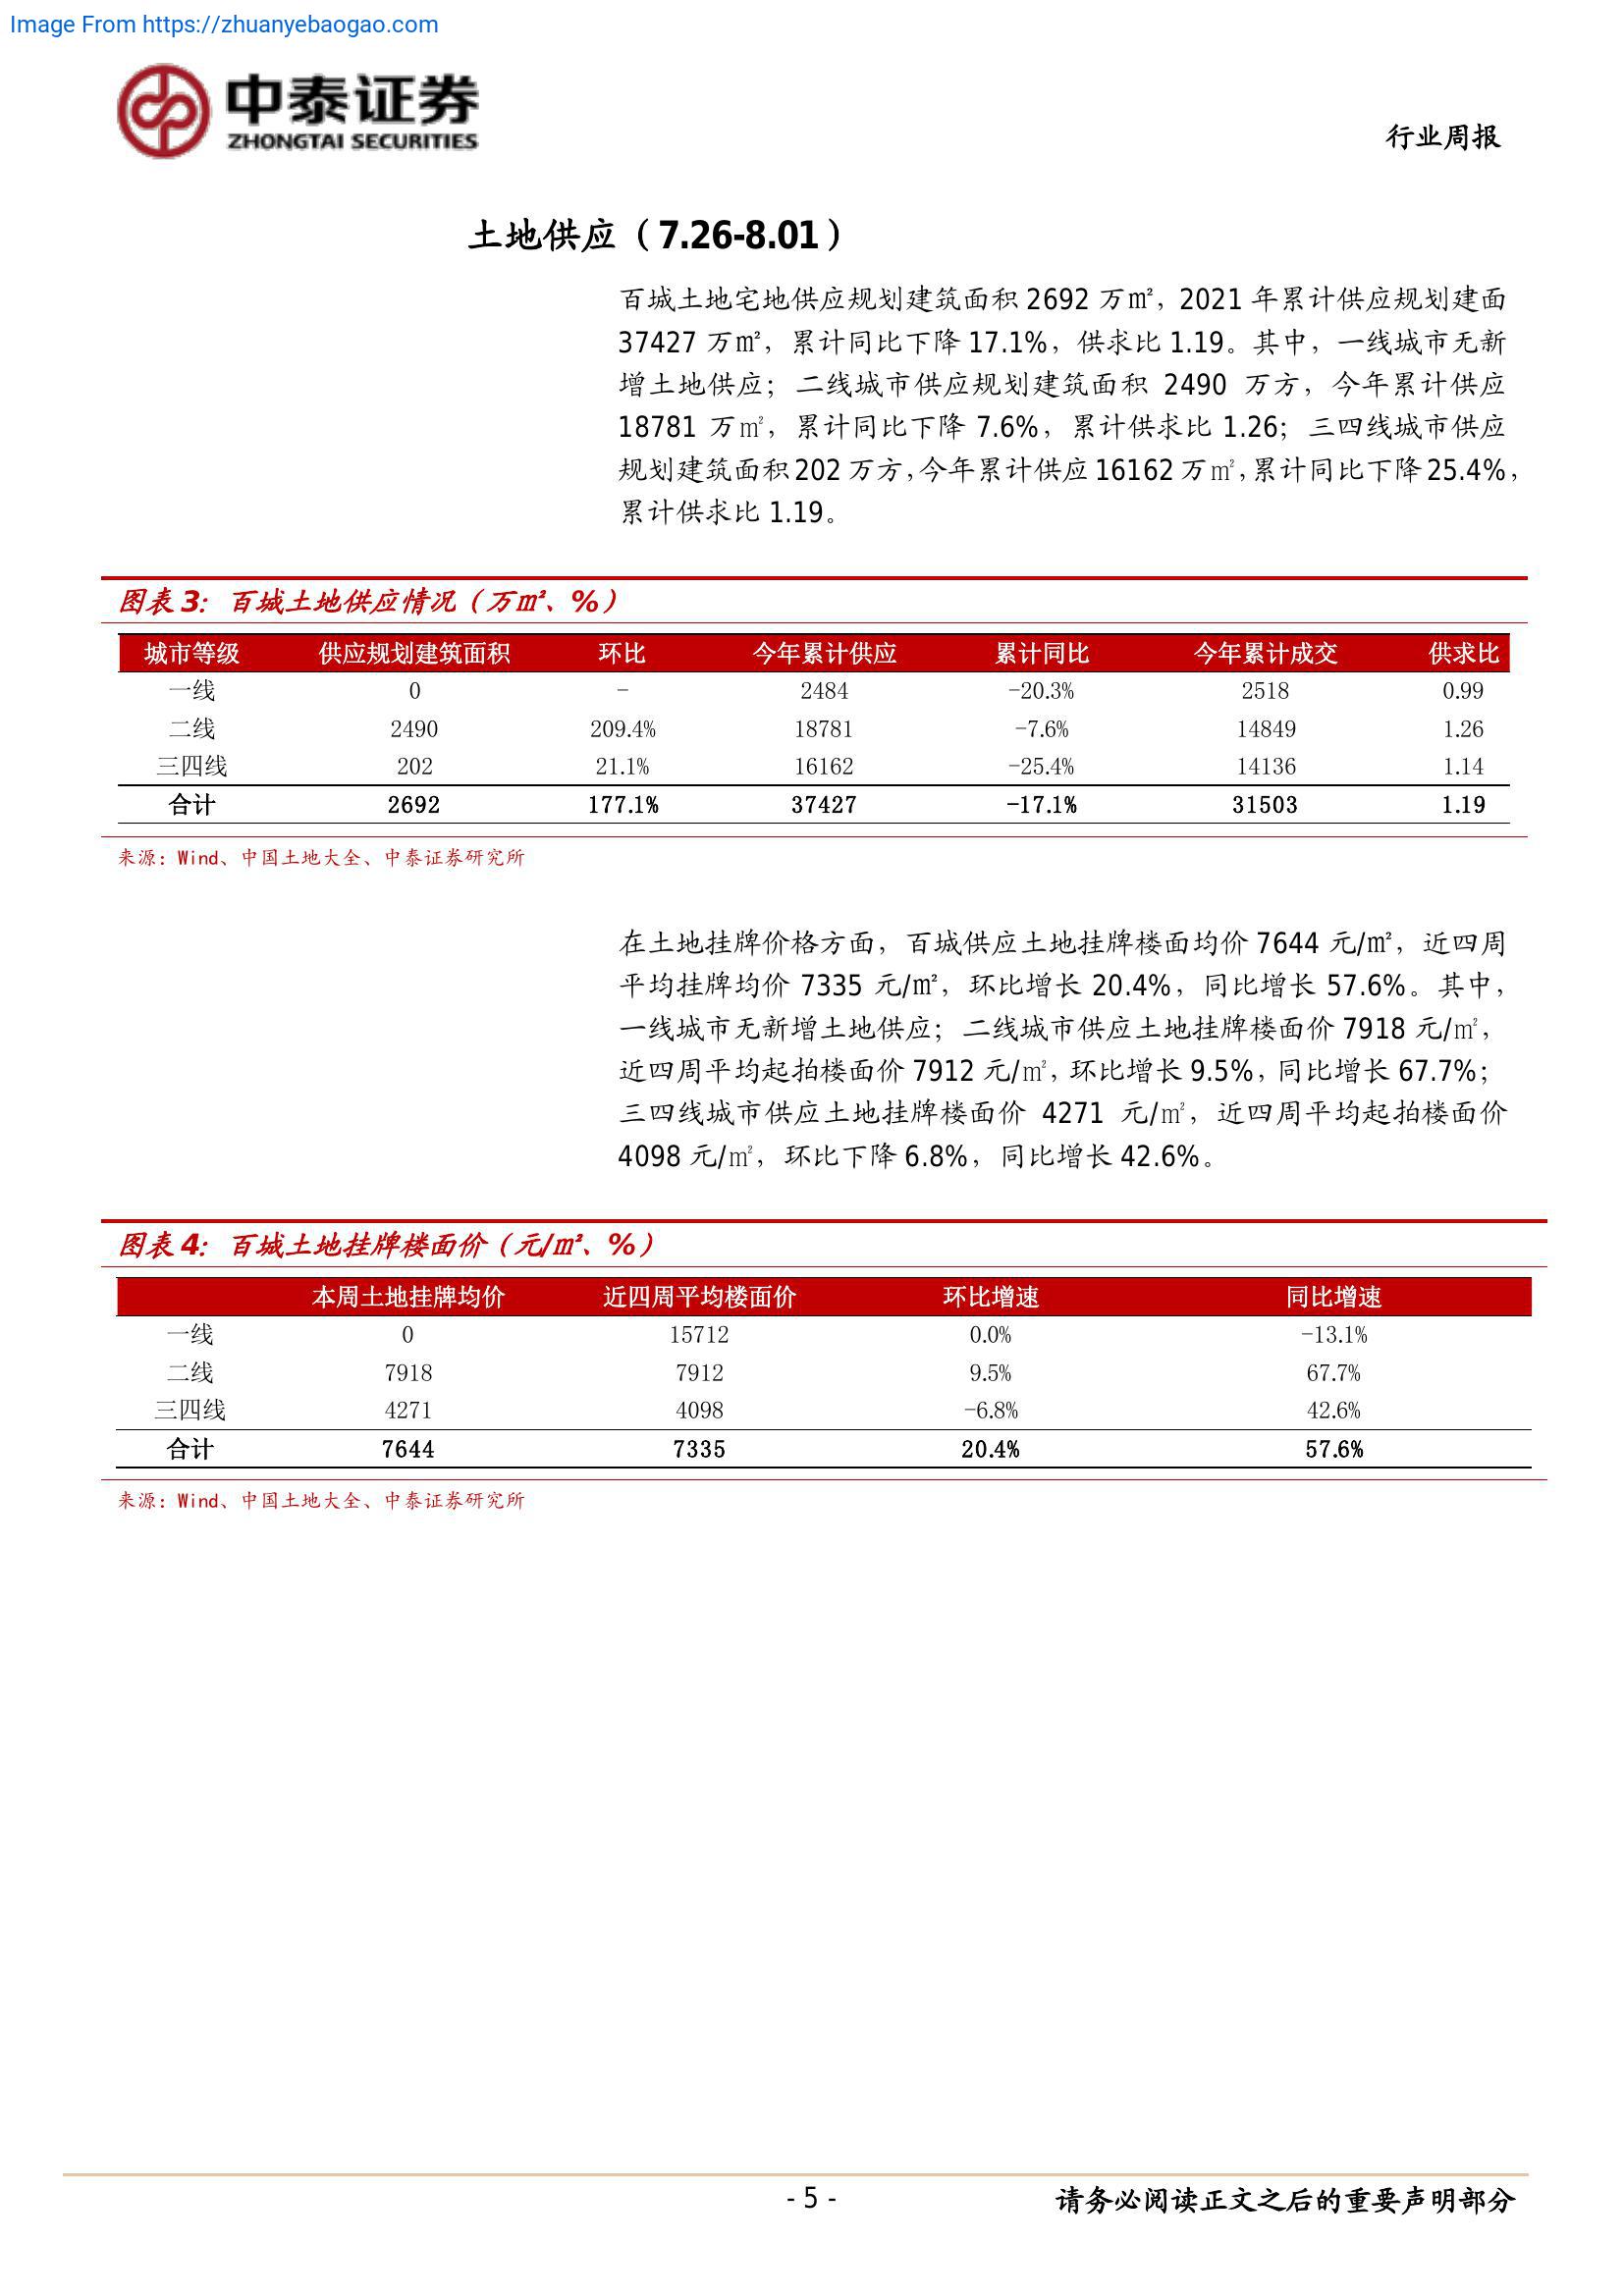 Image From https://zhuanyebaogao.com
中泰证券
ZHONGTAI SECURITIES
行业周报
土地供应（7.26-8.01）
百城土地宅地供应规划建筑面积 2692 万㎡，2021 年累计供应规划建面
37427 万㎡，累计同比下降 17.1%，供求比 1.19。其中，一线城市无新
增土地供应；二线城市供应规划建筑面积 2490 万方，今年累计供应
18781 万㎡，累计同比下降 7.6%，累计供求比 1.26；三四线城市供应
规划建筑面积 202 万方，今年累计供应 16162 万㎡，累计同比下降 25.4%，
累计供求比 1.19。
图表 3：百城土地供应情况（万㎡、%）
城市等级 供应规划建筑面积 环比 今年累计供应 累计同比 今年累计成交 供求比
一线 0 - 2484 -20.3% 2518 0.99
二线 2490 209.4% 18781 -7.6% 14849 1.26
三四线 202 21.1% 16162 -25.4% 14136 1.14
合计 2692 177.1% 37427 -17.1% 31503 1.19
来源：Wind、中国土地大全、中泰证券研究所
在土地挂牌价格方面，百城供应土地挂牌楼面均价 7644 元/㎡，近四周
平均挂牌均价 7335 元/㎡，环比增长 20.4%，同比增长 57.6%。其中，
一线城市无新增土地供应；二线城市供应土地挂牌楼面价 7918 元/㎡，
近四周平均起拍楼面价 7912 元/㎡，环比增长 9.5%，同比增长 67.7%；
三四线城市供应土地挂牌楼面价 4271 元/㎡，近四周平均起拍楼面价
4098 元/㎡，环比下降 6.8%，同比增长 42.6%。
图表 4：百城土地挂牌楼面价（元/㎡、%）
本周土地挂牌均价 近四周平均楼面价 环比增速 同比增速
一线 0 15712 0.0% -13.1%
二线 7918 7912 9.5% 67.7%
三四线 4271 4098 -6.8% 42.6%
合计 7644 7335 20.4% 57.6%
来源：Wind、中国土地大全、中泰证券研究所
- 5 -
请务必阅读正文之后的重要声明部分